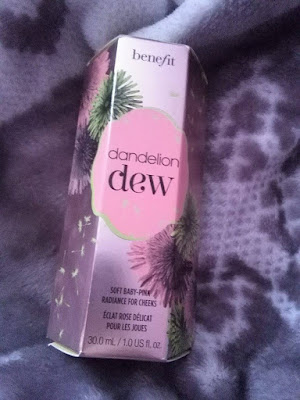 benefit
dandelion
dew
SOFT BABY-PINK
RADIANCE FOR CHEEKS
ÉCLAT ROSE DÉLICAT
POUR LES JOUES
30.0 mL / 1.0 US fl. oz.